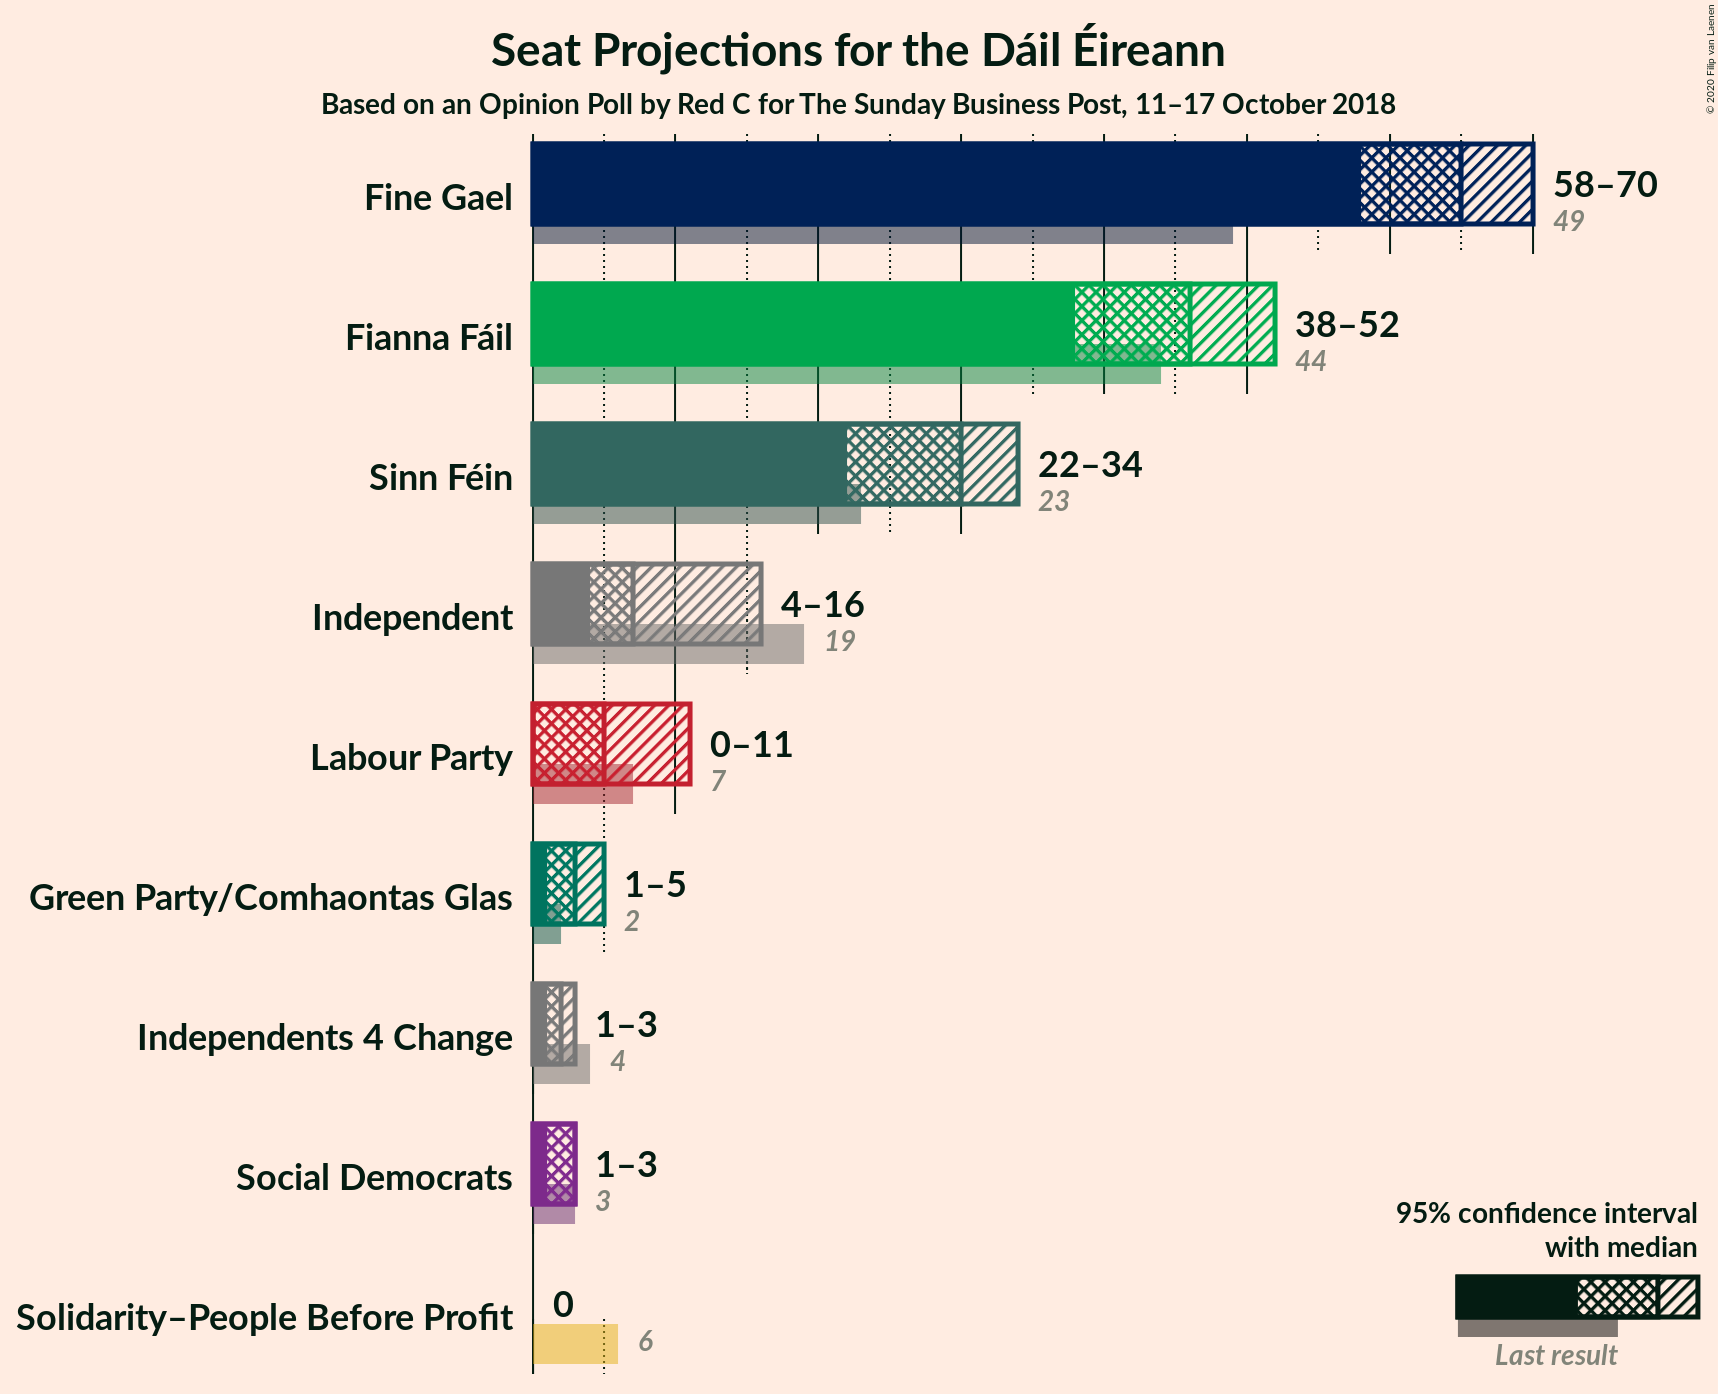 Seat Projections for the Dáil Éireann
Based on an Opinion Poll by Red C for The Sunday Business Post, 11–17 October 2018
© 2020 Filip van Laenen
Fine Gael
58–70
49
Fianna Fáil
38–52
44
Sinn Féin
22–34
23
Independent
4–16
19
Labour Party
0–11
7
Green Party/Comhaontas Glas
1–5
2
Independents 4 Change
1–3
4
Social Democrats
1–3
3
Solidarity–People Before Profit
0
6
95% confidence interval
with median
Last result